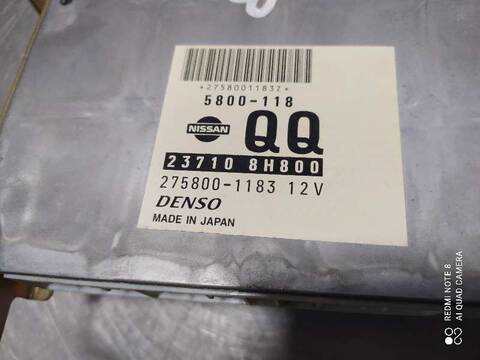 *27580011832*
5800-118
NISSAN
QQ
23710 8H800
275800-1183 12V
DENSO
MADE IN JAPAN
REDMI NOTE 8
AI QUAD CAMERA